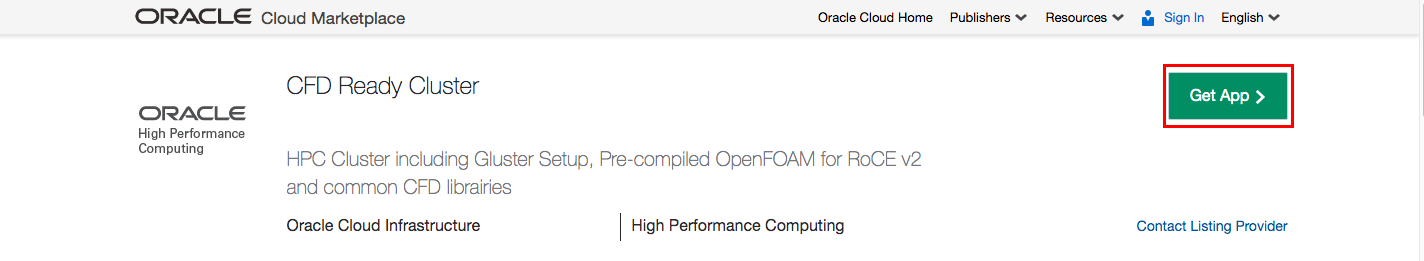 ORACLE Cloud Marketplace
Oracle Cloud Home Publishers Resources Sign In English
CFD Ready Cluster
Get App
ORACLE
High Performance
Computing
HPC Cluster including Gluster Setup, Pre-compiled OpenFOAM for RoCE v2
and common CFD librairies
Oracle Cloud Infrastructure
High Performance Computing
Contact Listing Provider